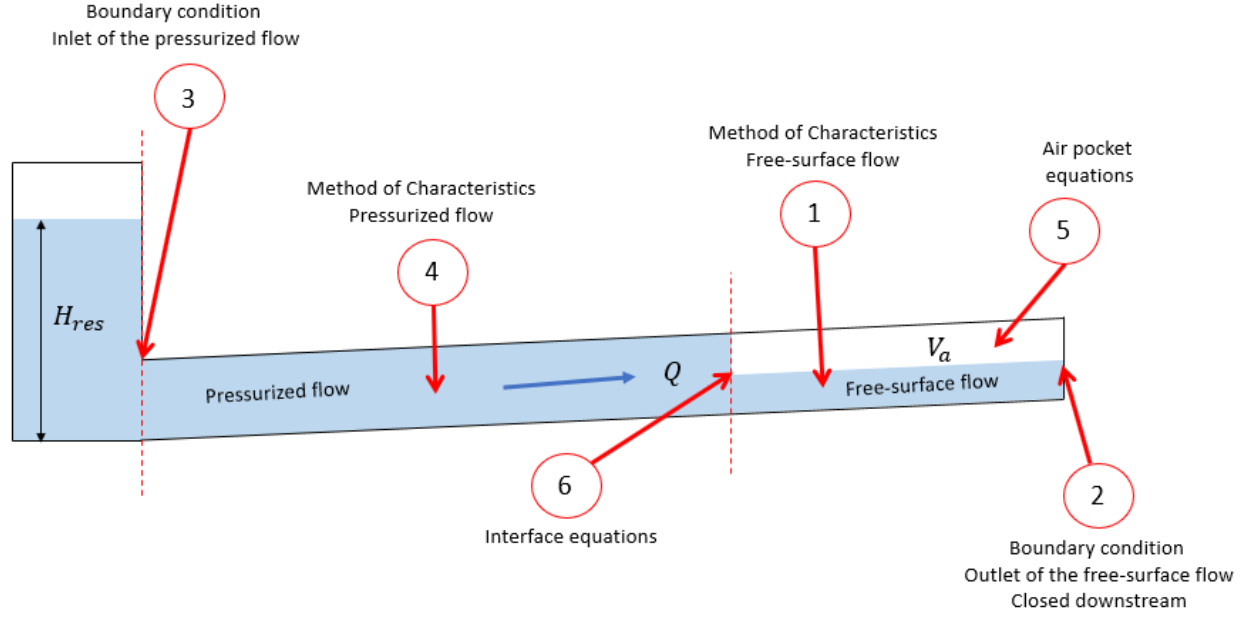 Boundary condition
Inlet of the pressurized flow
3
Method of Characteristics
Free-surface flow
1
Air pocket
equations
5
Method of Characteristics
Pressurized flow
4
H_res
V_a
Q
Pressurized flow
Free-surface flow
6
Interface equations
2
Boundary condition
Outlet of the free-surface flow
Closed downstream